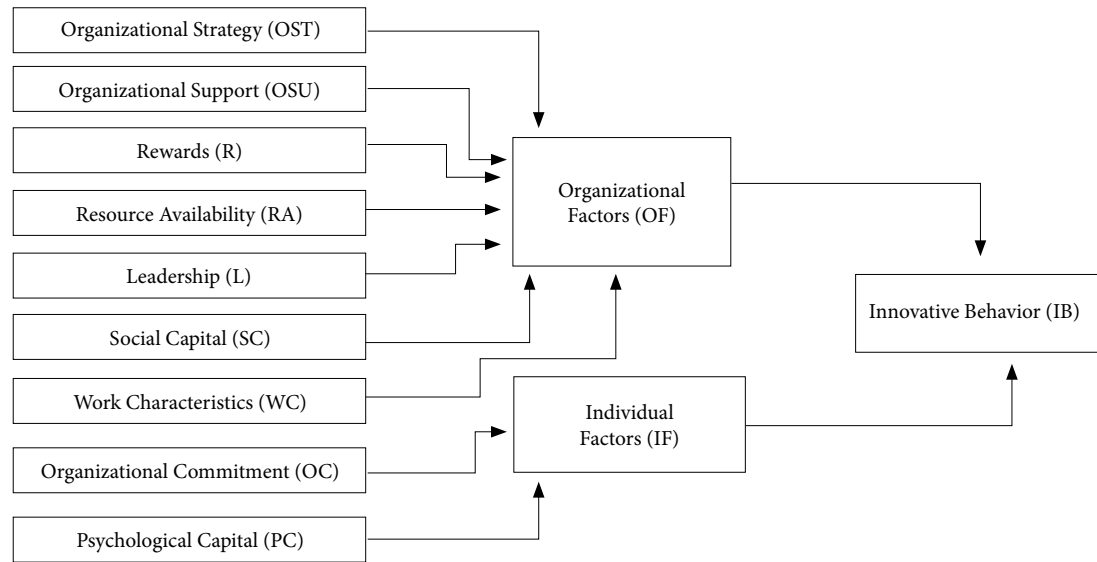 Organizational Strategy (OST)
Organizational Support (OSU)
Rewards (R)
Resource Availability (RA)
Leadership (L)
Social Capital (SC)
Work Characteristics (WC)
Organizational Commitment (OC)
Psychological Capital (PC)
Organizational
Factors (OF)
Individual
Factors (IF)
Innovative Behavior (IB)